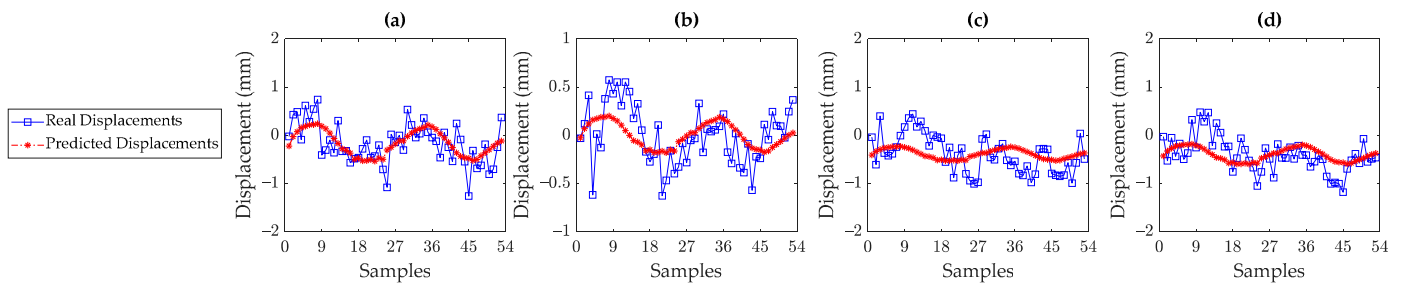 Real Displacements
Predicted Displacements
(a)
Displacement (mm)
2
1
0
−1
−2
0 9 18 27 36 45 54
Samples
(b)
Displacement (mm)
1
0.5
0
−0.5
−1
0 9 18 27 36 45 54
Samples
(c)
Displacement (mm)
2
1
0
−1
−2
0 9 18 27 36 45 54
Samples
(d)
Displacement (mm)
2
1
0
−1
−2
0 9 18 27 36 45 54
Samples